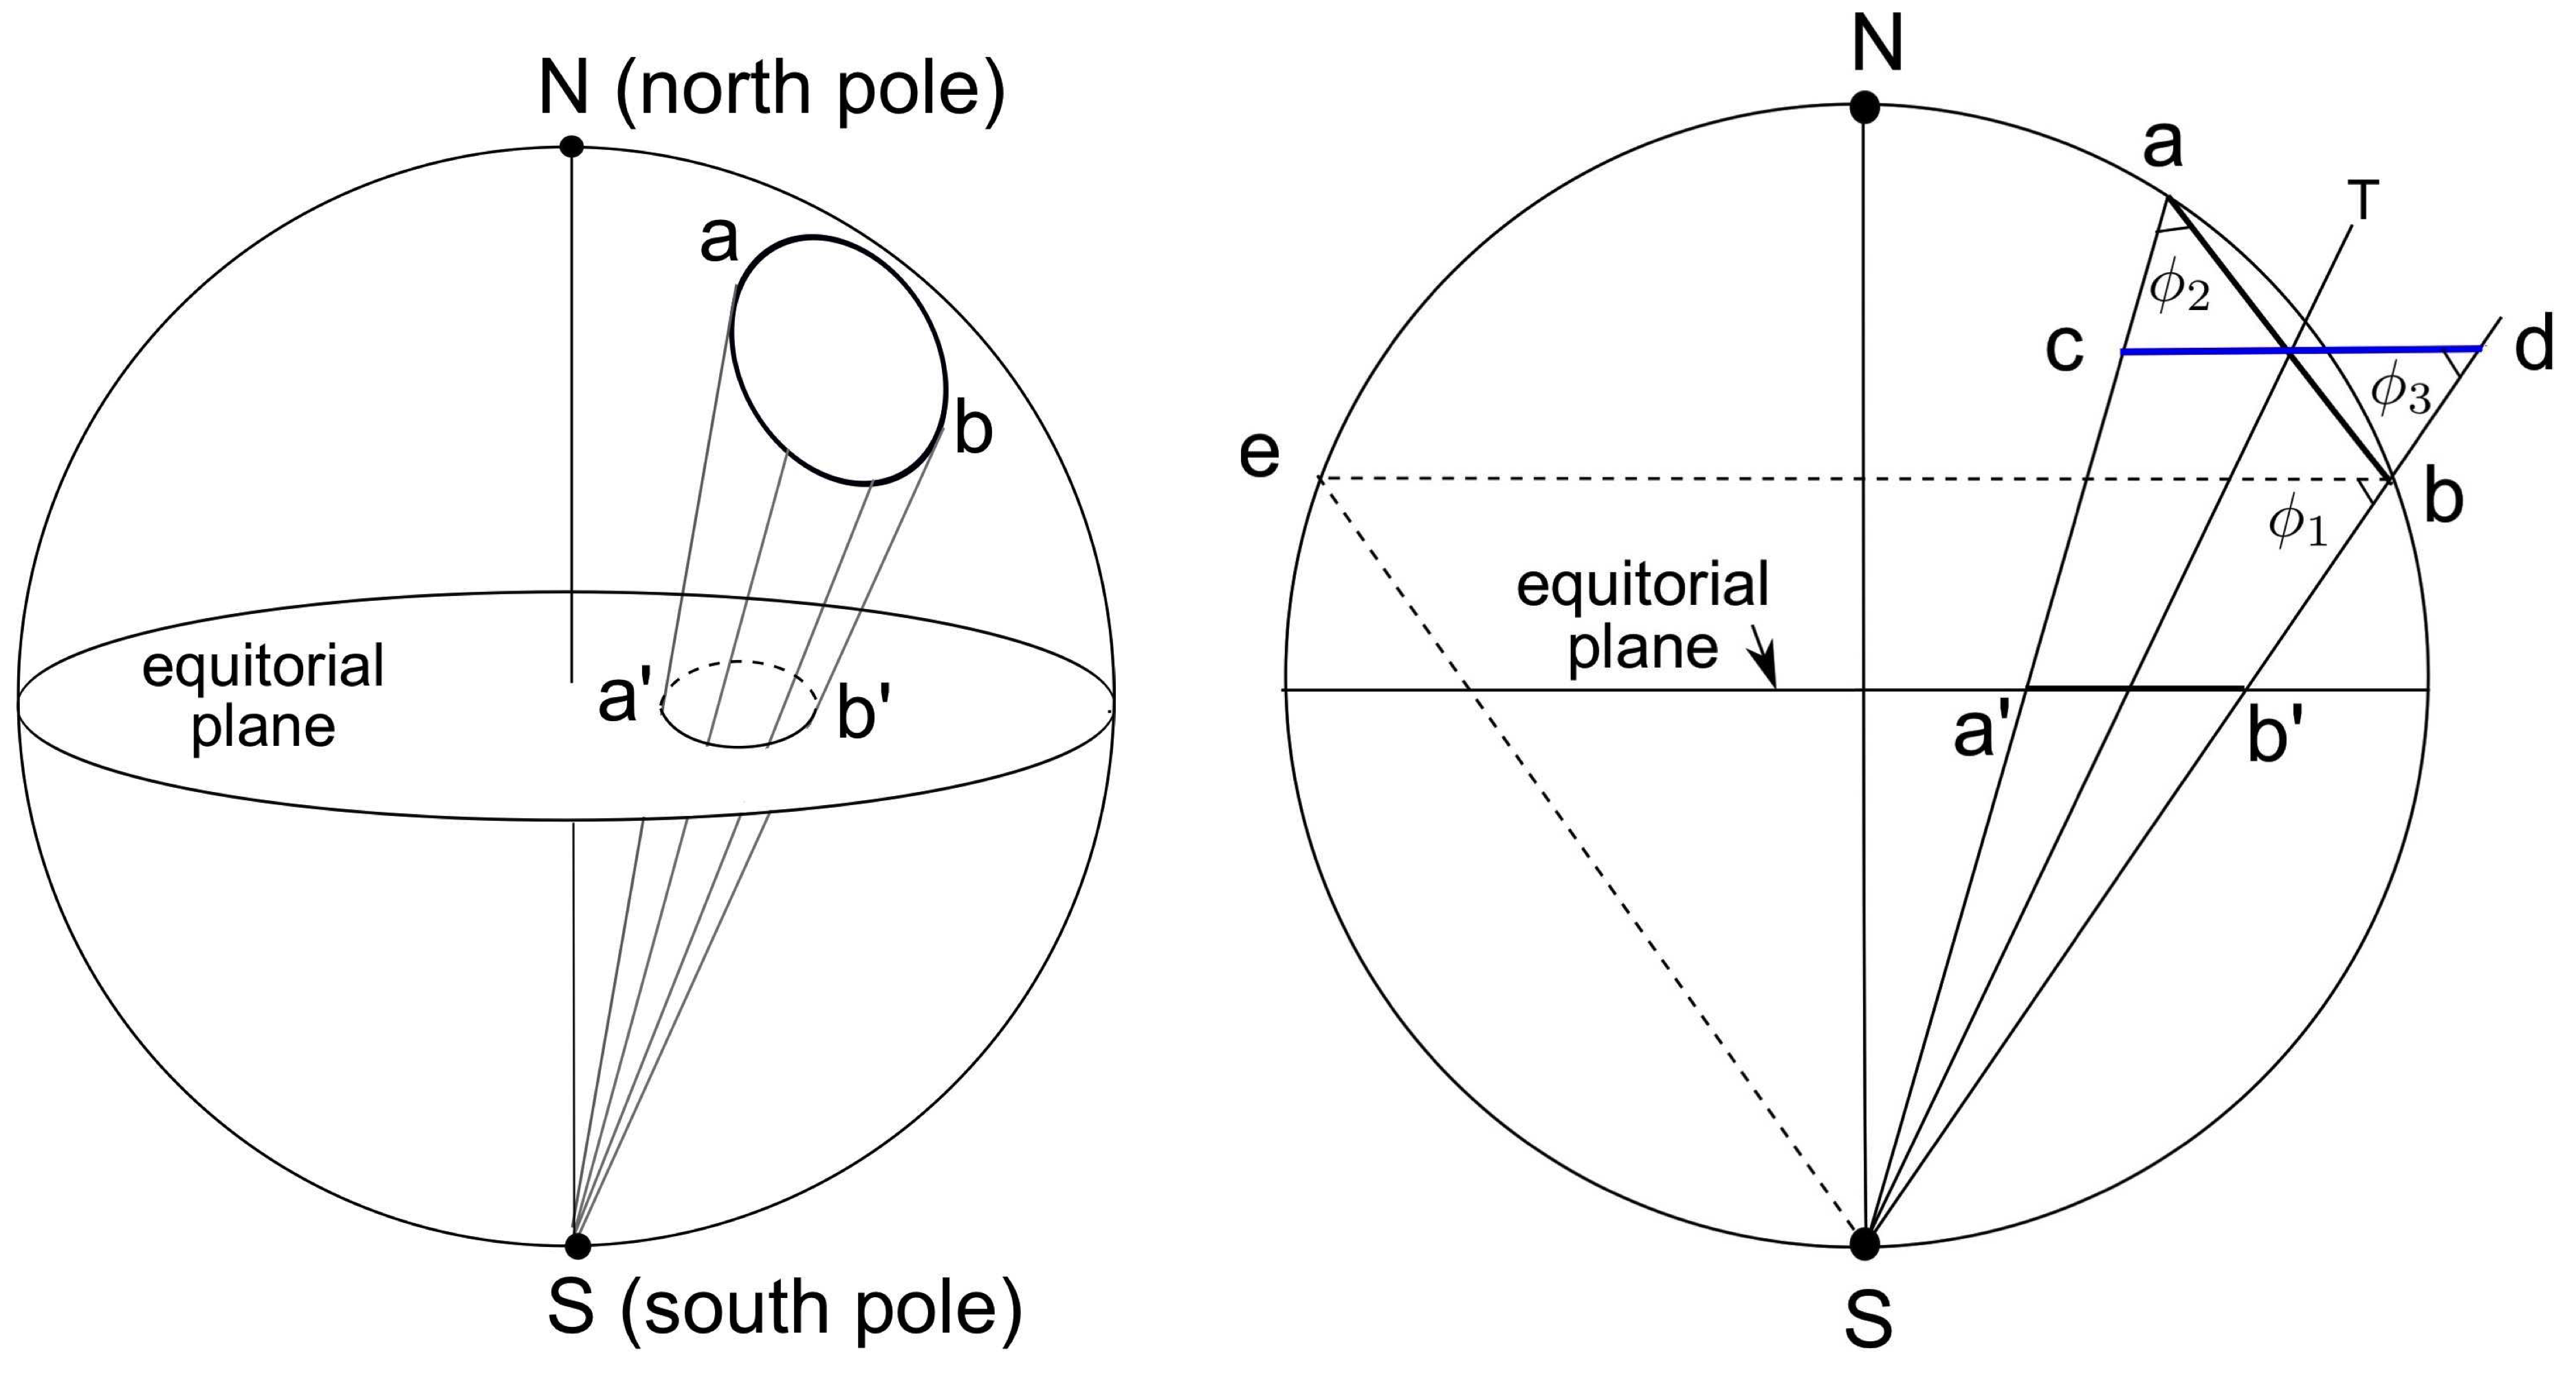 N (north pole)
a
b
equitorial
plane
a'
b'
S (south pole)
N
a
T
ϕ2
c
d
ϕ3
e
b
ϕ1
equitorial
plane
a'
b'
S